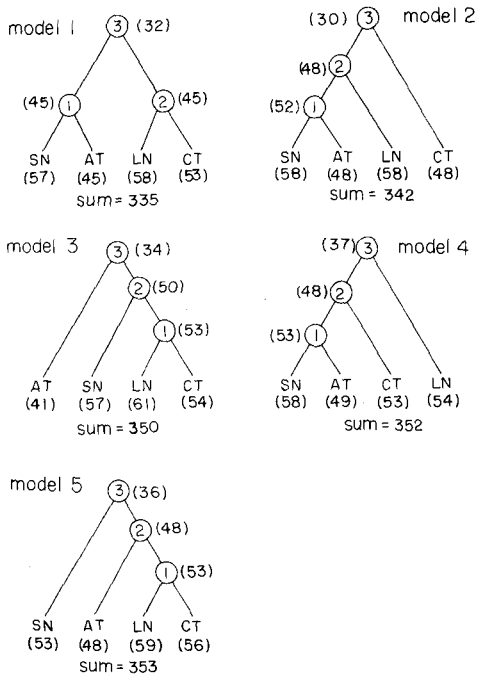 model 1
3 (32)
(45) 1 2 (45)
SN AT LN CT
(57) (45) (58) (53)
sum = 335
model 2
(30) 3
(48) 2
(52) 1
SN AT LN CT
(58) (48) (58) (48)
sum = 342
model 3
3 (34)
2 (50)
1 (53)
AT SN LN CT
(41) (57) (61) (54)
sum = 350
model 4
(37) 3
(48) 2
(53) 1
SN AT CT LN
(58) (49) (53) (54)
sum = 352
model 5
3 (36)
2 (48)
1 (53)
SN AT LN CT
(53) (48) (59) (56)
sum = 353